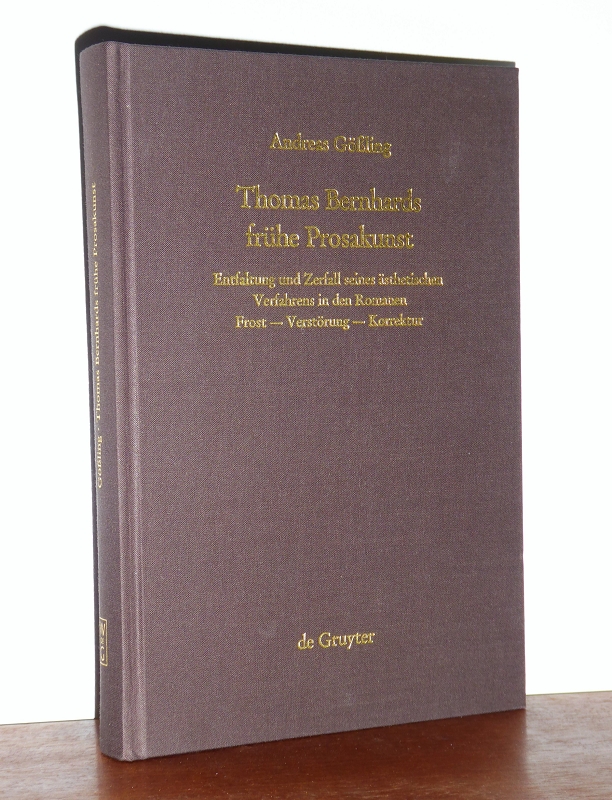 Andreas Gößling
Thomas Bernhards
frühe Prosakunst
Entfaltung und Zerfall seines ästhetischen
Verfahrens in den Romanen
Frost — Verstörung — Korrektur
de Gruyter
Gößling · Thomas Bernhards frühe Prosakunst